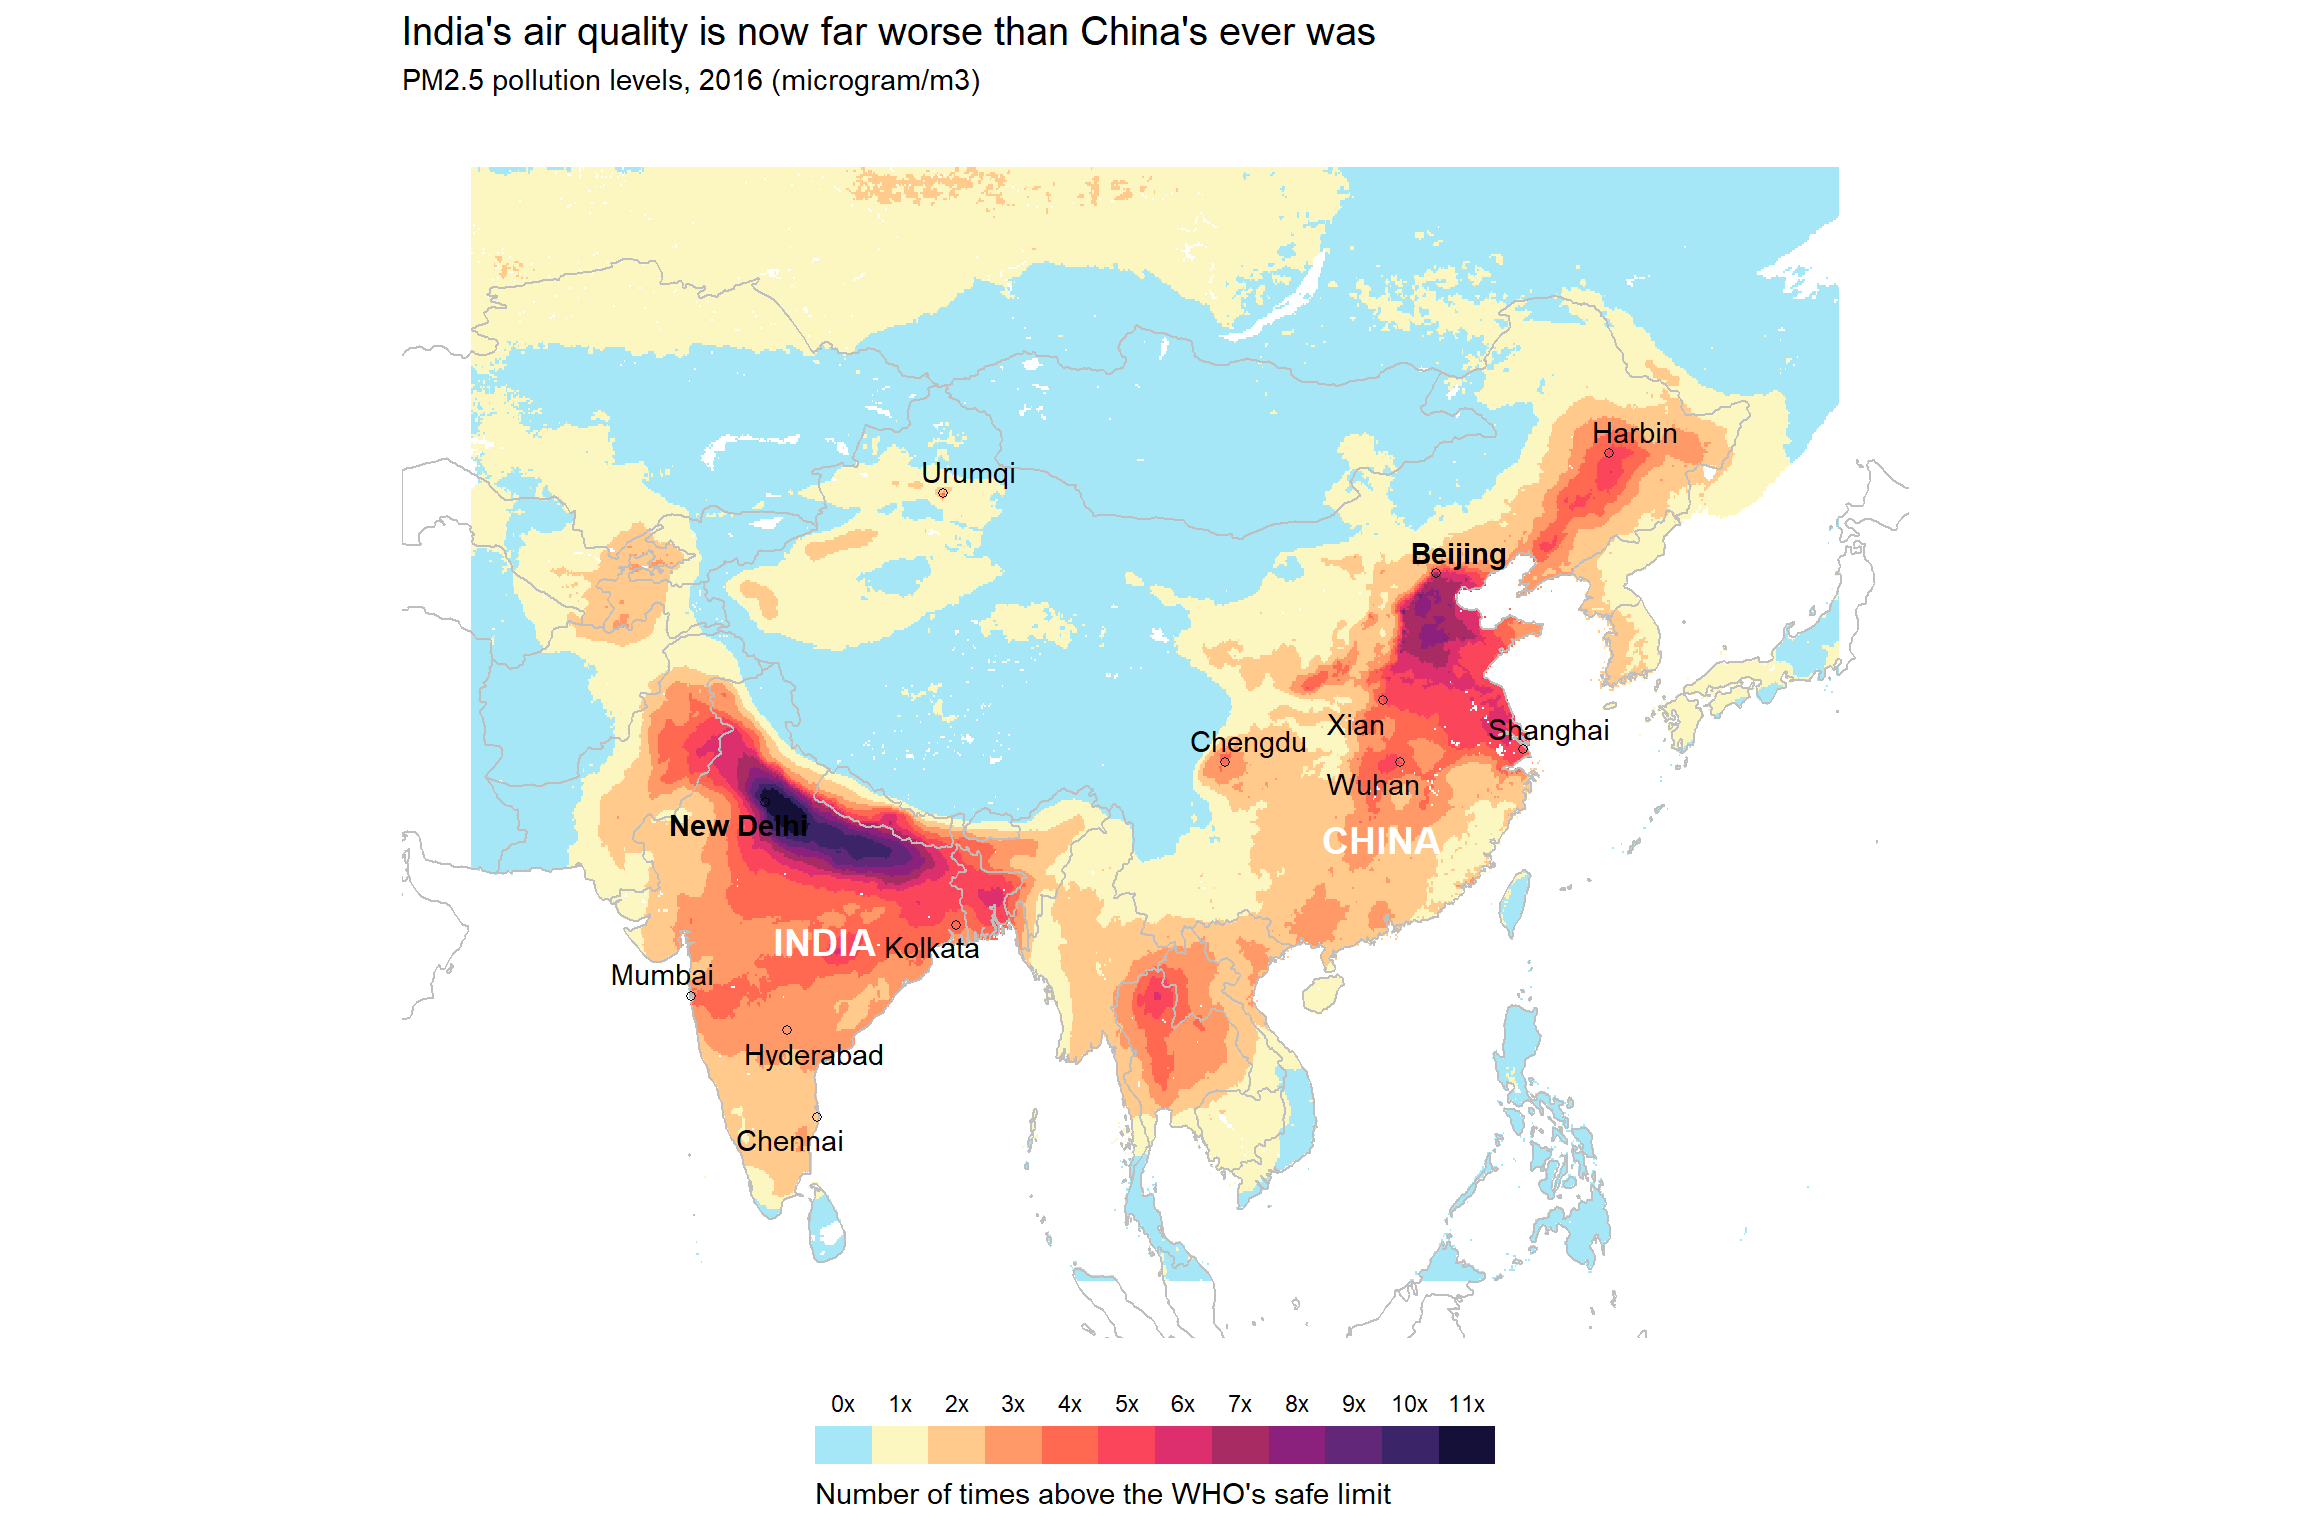 India's air quality is now far worse than China's ever was
PM2.5 pollution levels, 2016 (microgram/m3)
Harbin
Urumqi
Beijing
Xian
Shanghai
Chengdu
Wuhan
New Delhi
CHINA
INDIA
Kolkata
Mumbai
Hyderabad
Chennai
0x 1x 2x 3x 4x 5x 6x 7x 8x 9x 10x 11x
Number of times above the WHO's safe limit